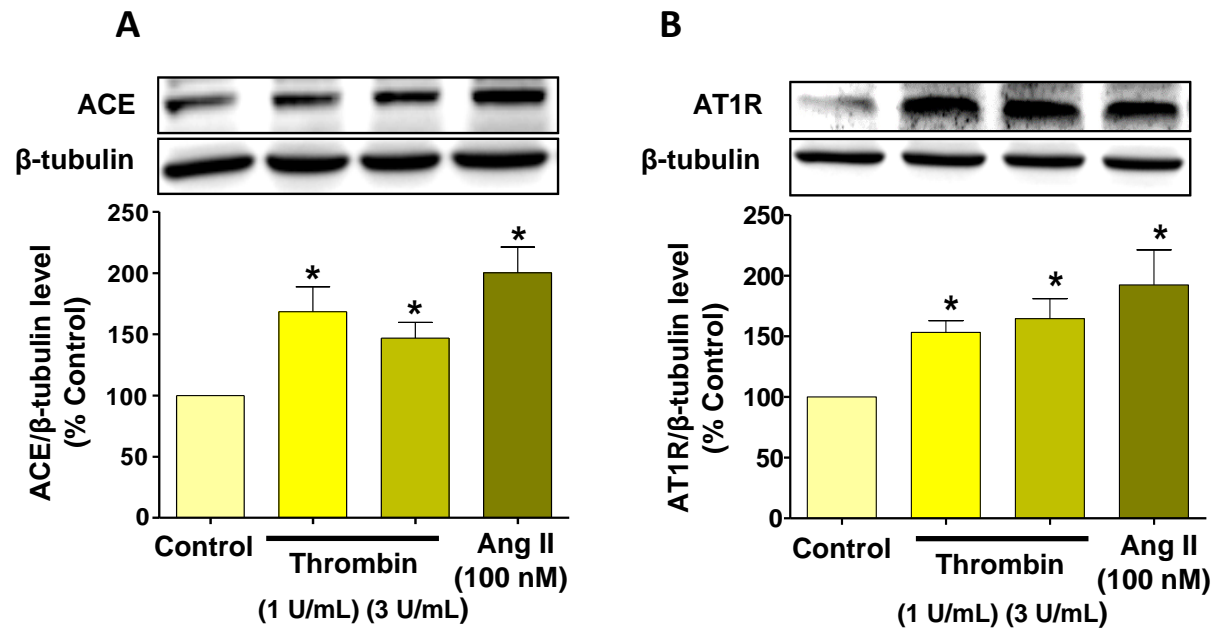 A
ACE
β-tubulin
250
200
150
100
50
0
ACE/β-tubulin level
(% Control)
*
*
*
Control
Thrombin
(1 U/mL) (3 U/mL)
Ang II
(100 nM)
B
AT1R
β-tubulin
250
200
150
100
50
0
AT1R/β-tubulin level
(% Control)
*
*
*
Control
Thrombin
(1 U/mL) (3 U/mL)
Ang II
(100 nM)